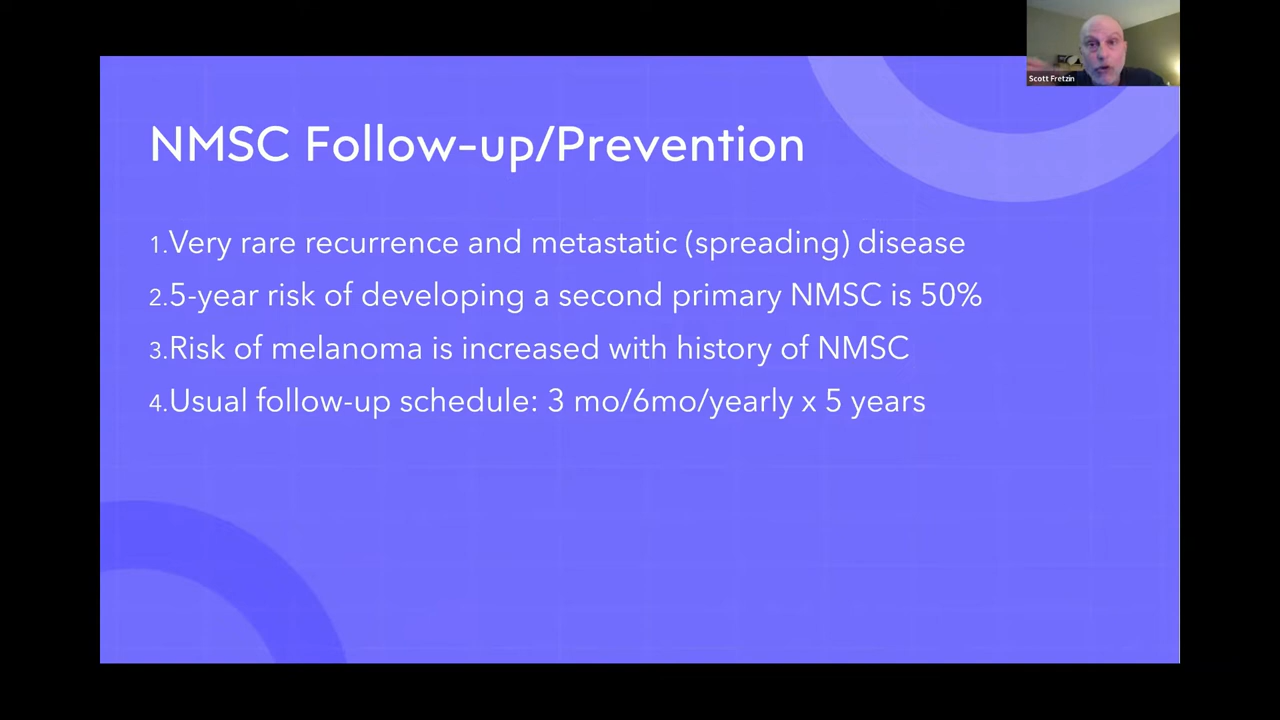 Scott Fretzin
NMSC Follow-up/Prevention
1.Very rare recurrence and metastatic (spreading) disease
2.5-year risk of developing a second primary NMSC is 50%
3.Risk of melanoma is increased with history of NMSC
4.Usual follow-up schedule: 3 mo/6mo/yearly x 5 years